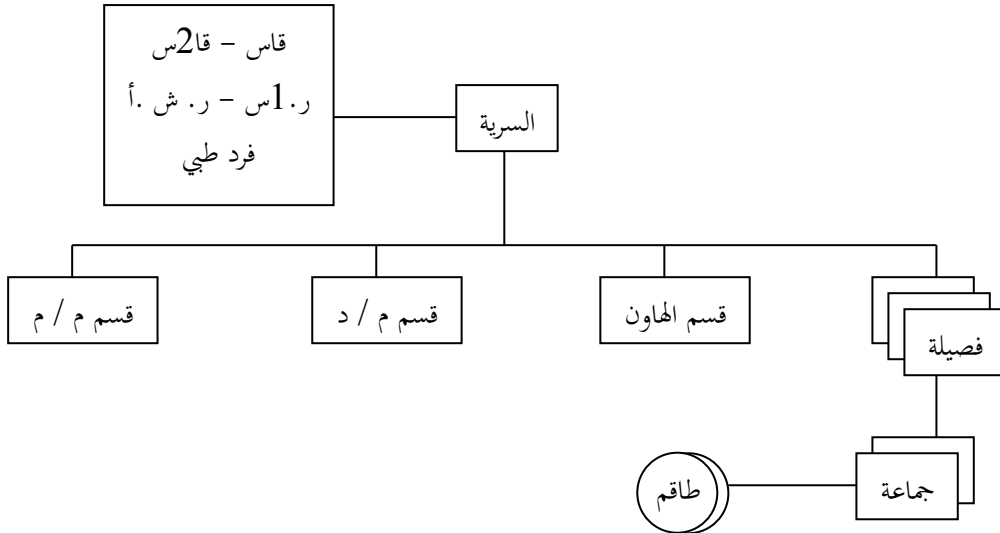 قاس – قا2س
ر.1س – ر. ش .أ
فرد طبي
السرية
فصيلة
قسم الهاون
قسم م / د
قسم م / م
جماعة
طاقم